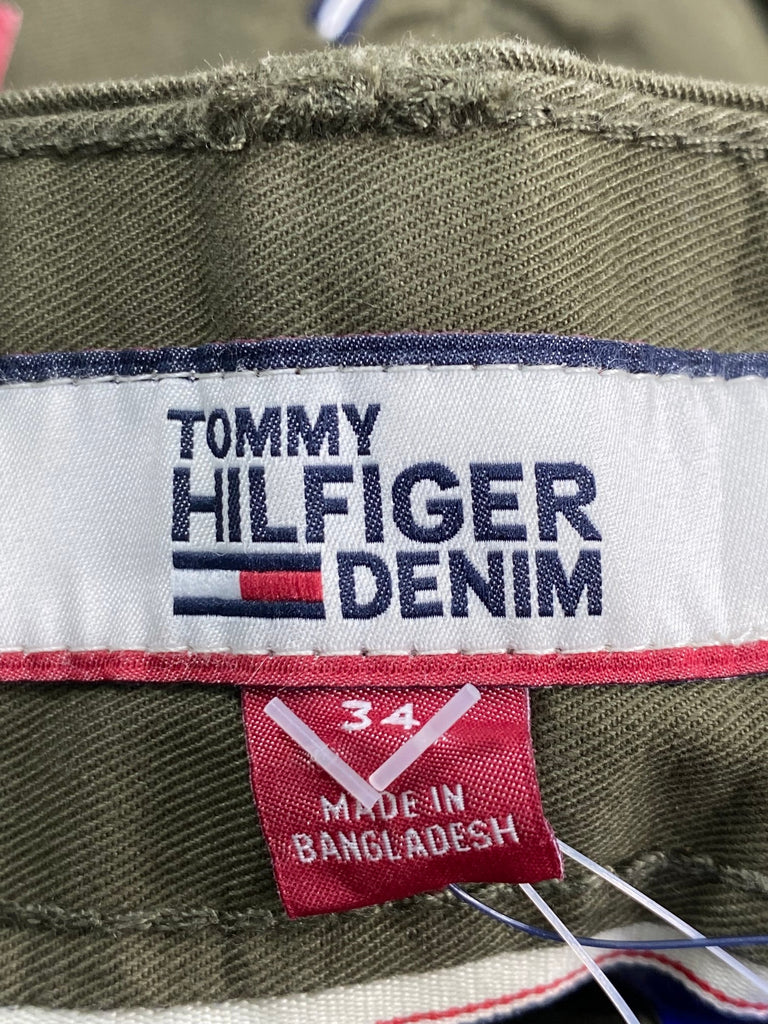 TOMMY
HILFIGER
DENIM
34
MADE IN
BANGLADESH